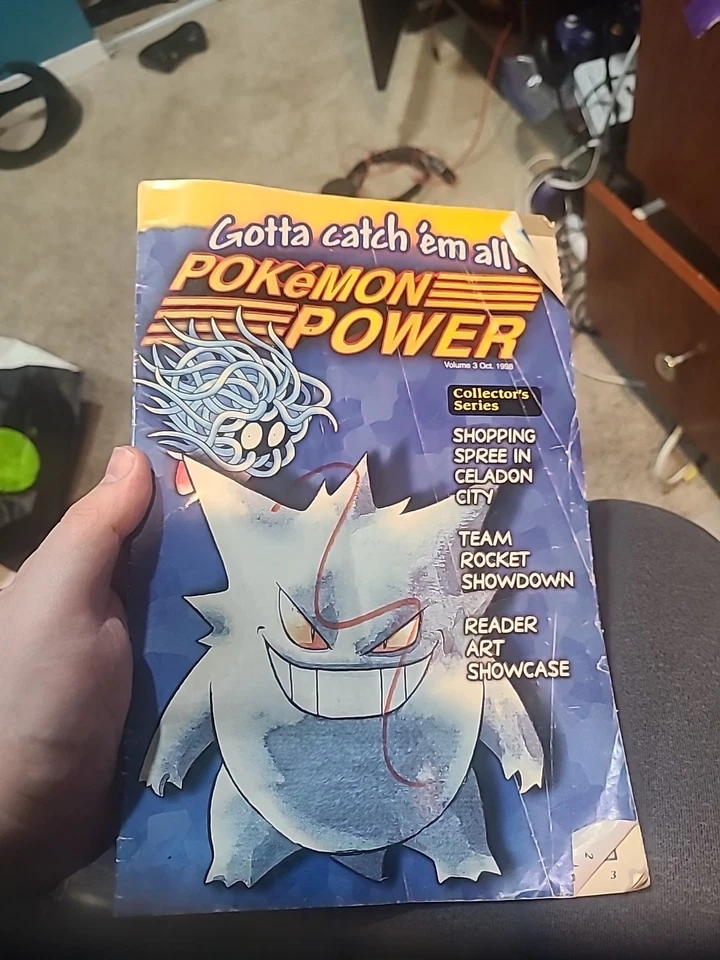 Gotta catch 'em all!
POKéMON
POWER
Volume 3 Oct. 1998
Collector's
Series
SHOPPING
SPREE IN
CELADON
CITY
TEAM
ROCKET
SHOWDOWN
READER
ART
SHOWCASE
2
3